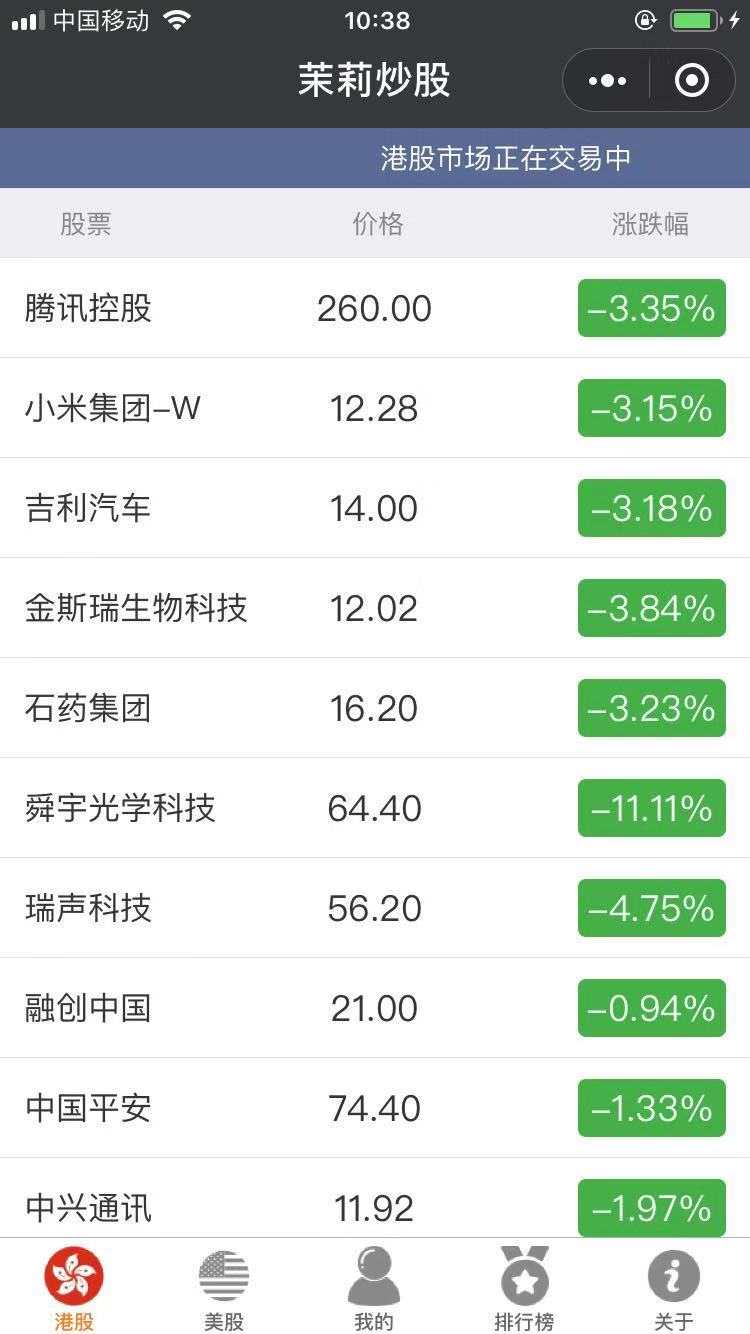 中国移动 10:38
茉莉炒股
港股市场正在交易中
股票 价格 涨跌幅
腾讯控股 260.00 -3.35%
小米集团-W 12.28 -3.15%
吉利汽车 14.00 -3.18%
金斯瑞生物科技 12.02 -3.84%
石药集团 16.20 -3.23%
舜宇光学科技 64.40 -11.11%
瑞声科技 56.20 -4.75%
融创中国 21.00 -0.94%
中国平安 74.40 -1.33%
中兴通讯 11.92 -1.97%
港股 美股 我的 排行榜 关于